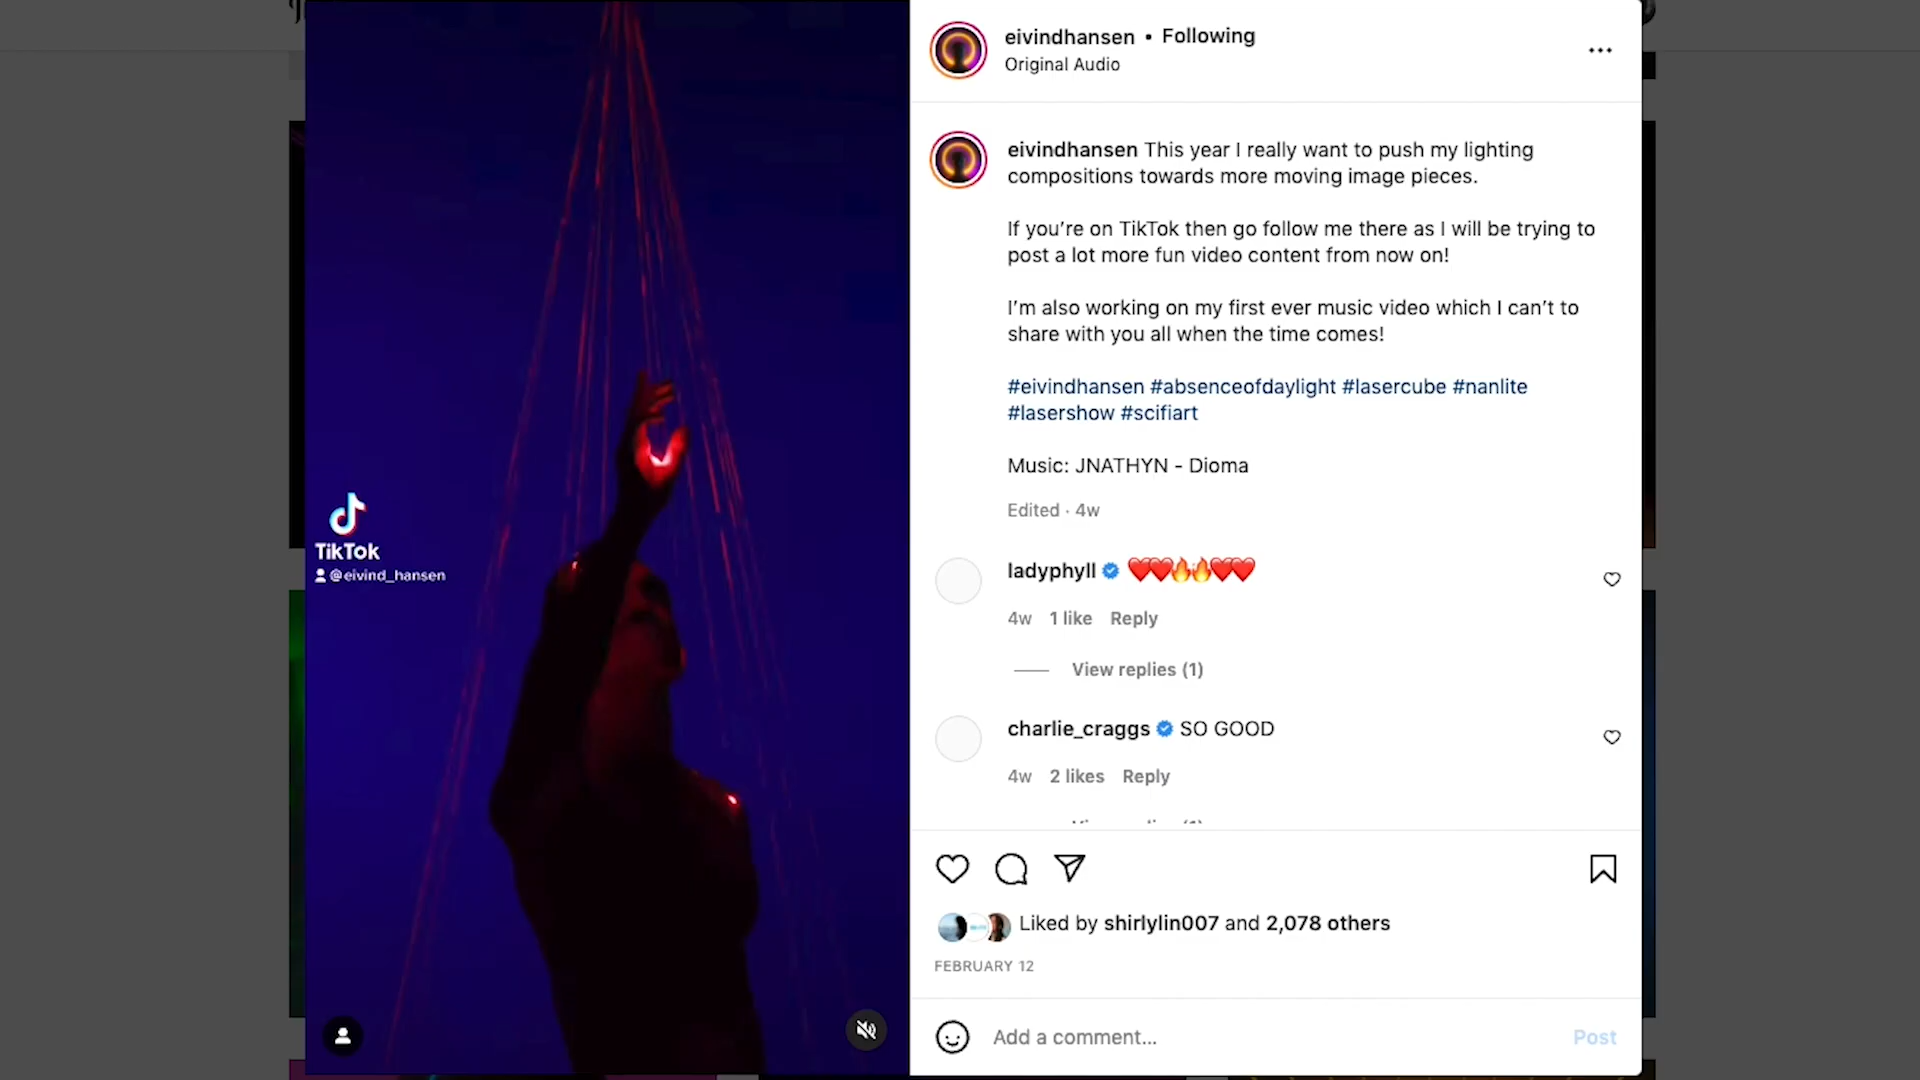 eivindhansen • Following
Original Audio
eivindhansen This year I really want to push my lighting
compositions towards more moving image pieces.
If you’re on TikTok then go follow me there as I will be trying to
post a lot more fun video content from now on!
I’m also working on my first ever music video which I can’t to
share with you all when the time comes!
#eivindhansen #absenceofdaylight #lasercube #nanlite
#lasershow #scifiart
Music: JNATHYN - Dioma
Edited · 4w
ladyphyll ❤️❤️🔥🔥❤️❤️
4w 1 like Reply
View replies (1)
charlie_craggs SO GOOD
4w 2 likes Reply
Liked by shirlylin007 and 2,078 others
FEBRUARY 12
Add a comment...
Post
TikTok
@eivind_hansen